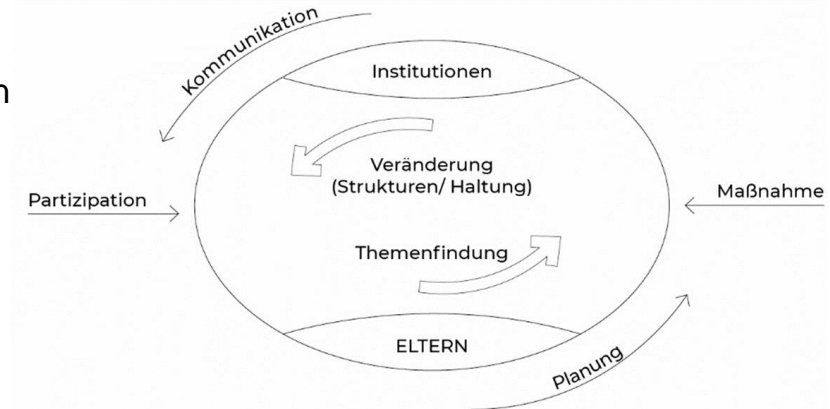 Kommunikation
n
Institutionen
Veränderung
(Strukturen/ Haltung)
Partizipation
Maßnahme
Themenfindung
ELTERN
Planung